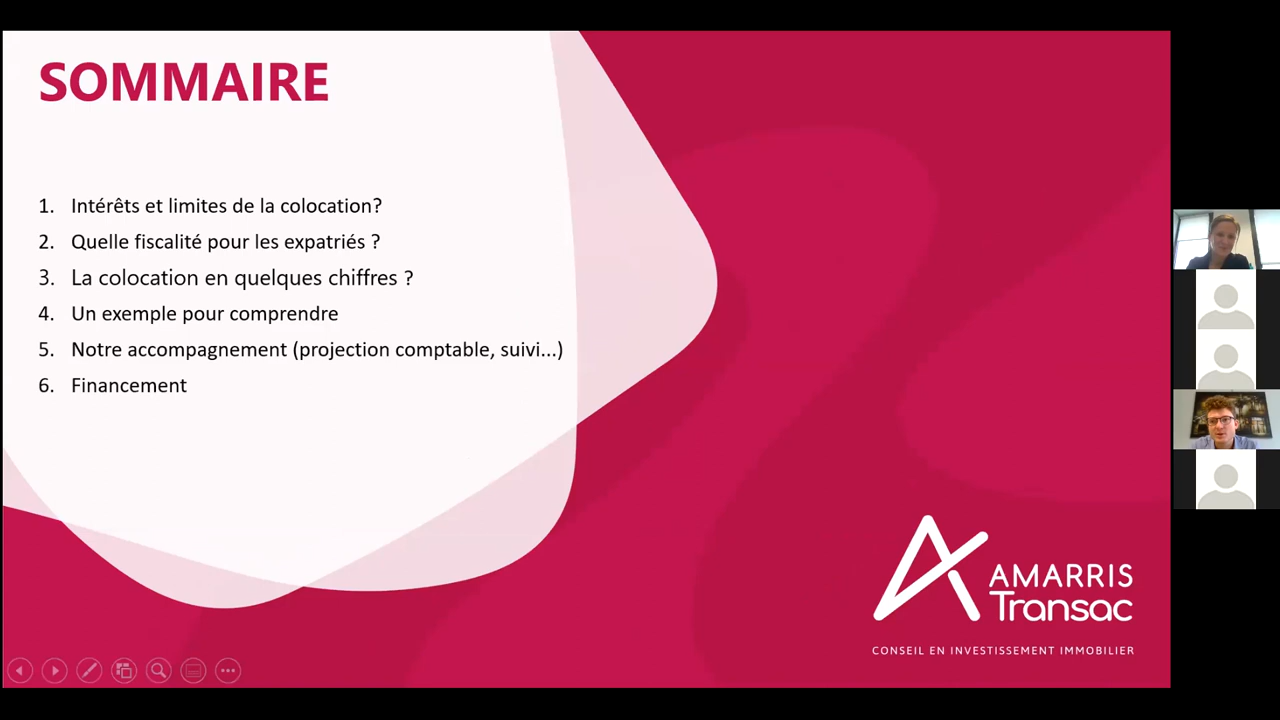 SOMMAIRE
1. Intérêts et limites de la colocation?
2. Quelle fiscalité pour les expatriés ?
3. La colocation en quelques chiffres ?
4. Un exemple pour comprendre
5. Notre accompagnement (projection comptable, suivi...)
6. Financement
AMARRIS
Transac
CONSEIL EN INVESTISSEMENT IMMOBILIER